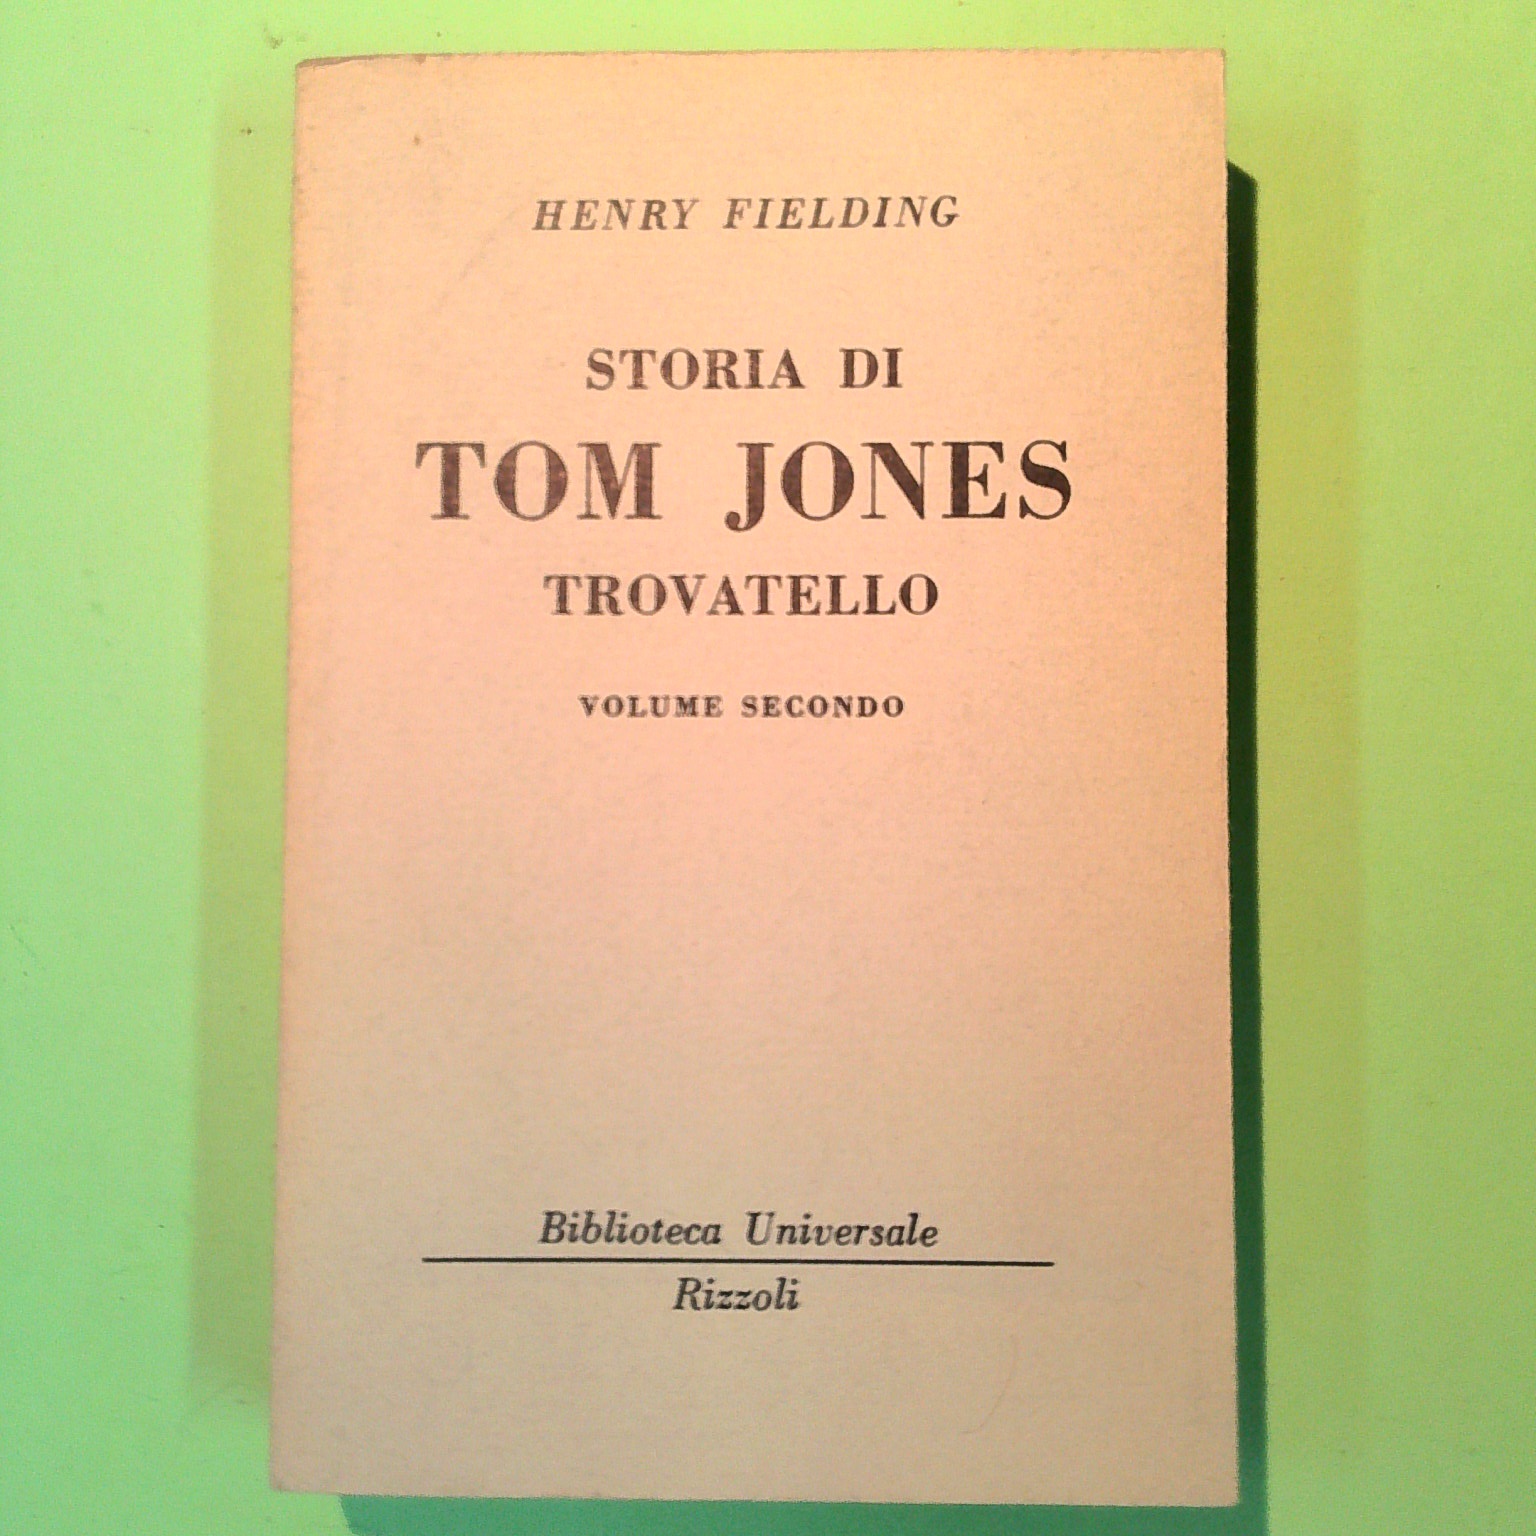 HENRY FIELDING
STORIA DI
TOM JONES
TROVATELLO
VOLUME SECONDO
Biblioteca Universale
Rizzoli